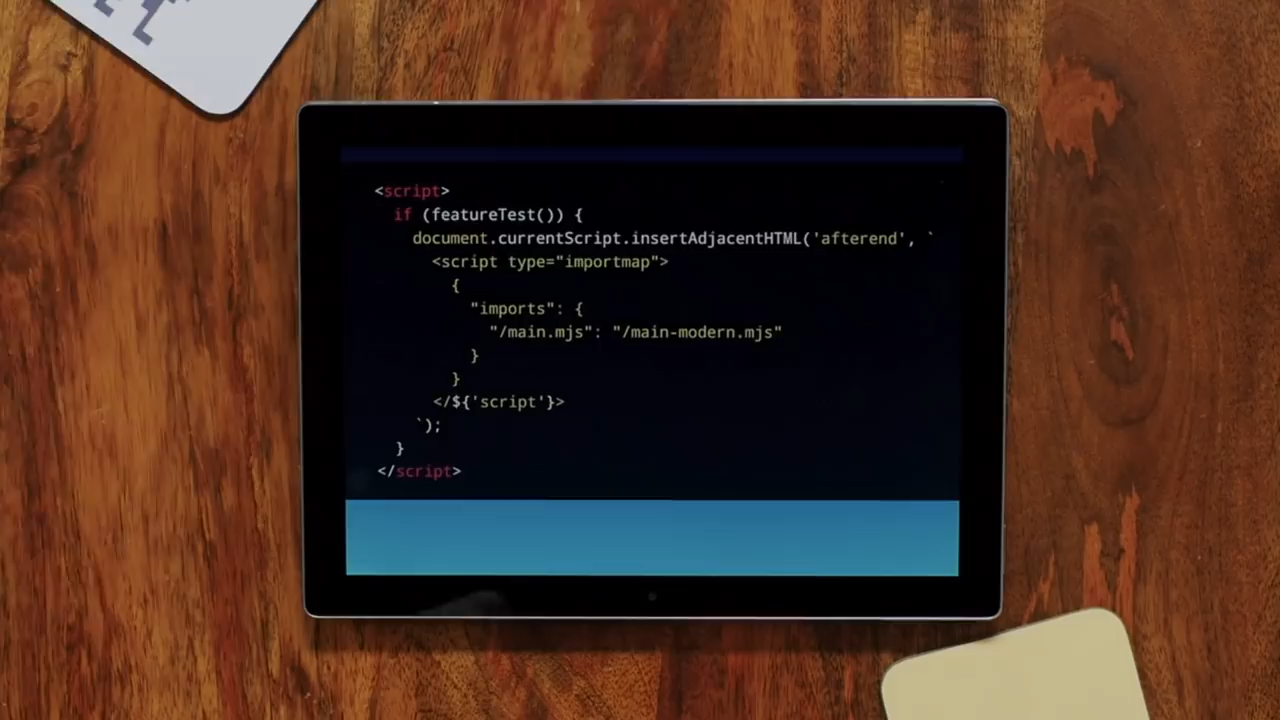 <script>
if (featureTest()) {
document.currentScript.insertAdjacentHTML('afterend', `
<script type="importmap">
{
"imports": {
"/main.mjs": "/main-modern.mjs"
}
}
</${'script'}>
`);
}
</script>